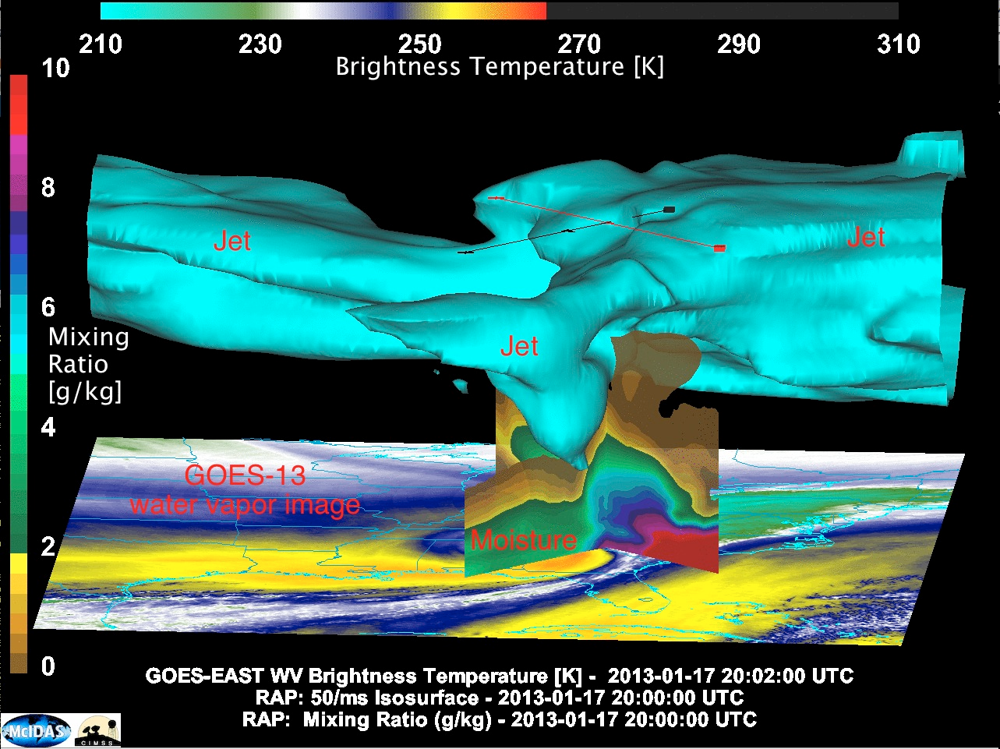 210 230 250 270 290 310
Brightness Temperature [K]
10
8
6
Mixing
Ratio
[g/kg]
4
2
0
Jet
Jet
Jet
GOES-13
water vapor image
Moisture
GOES-EAST WV Brightness Temperature [K] - 2013-01-17 20:02:00 UTC
RAP: 50/ms Isosurface - 2013-01-17 20:00:00 UTC
RAP: Mixing Ratio (g/kg) - 2013-01-17 20:00:00 UTC
McIDAS
CIMSS